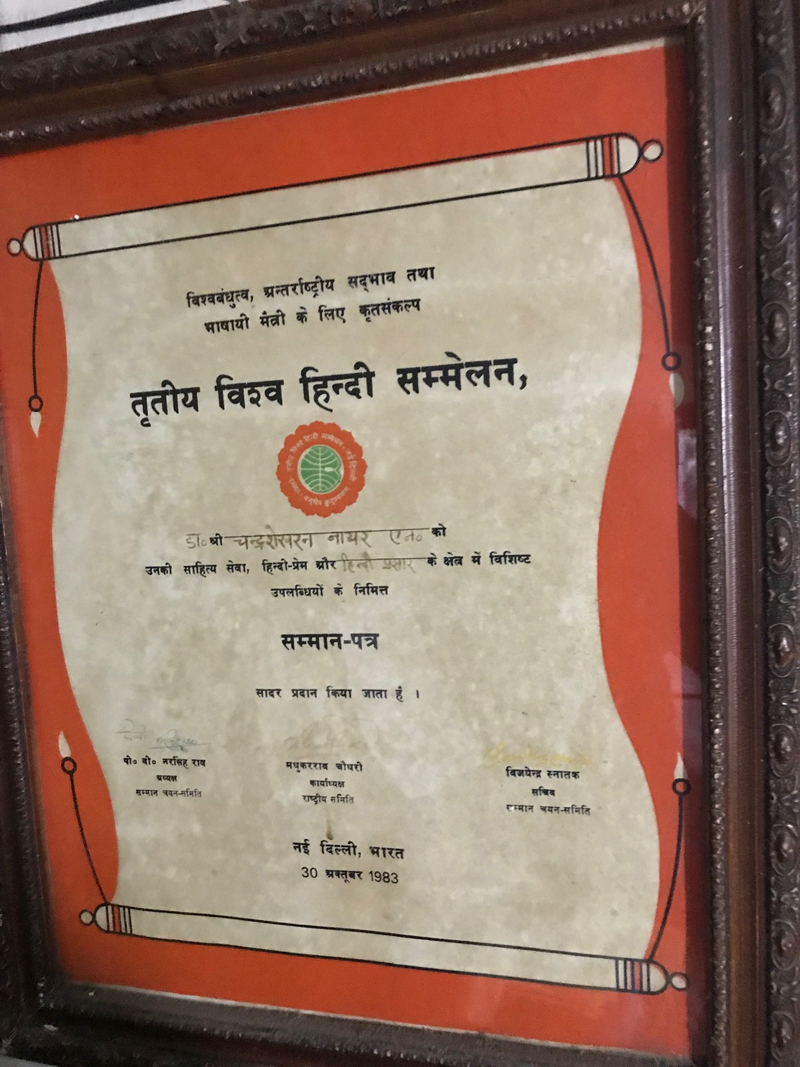 विश्वबंधुत्व, अन्तर्राष्ट्रीय सद्‌भाव तथा
भाषायी मैत्री के लिए कृतसंकल्प
तृतीय विश्व हिन्दी सम्मेलन,
डा० श्री चन्द्रशेखरन नायर एन० को
उनकी साहित्य सेवा, हिन्दी-प्रेम और हिन्दी प्रसार के क्षेत्र में विशिष्ट
उपलब्धियों के निमित्त
सम्मान-पत्र
सादर प्रदान किया जाता है ।
पी० वी० नरसिंह राव
अध्यक्ष
सम्मान चयन-समिति
मधुकरराव चौधरी
कार्याध्यक्ष
राष्ट्रीय समिति
विजयेन्द्र स्नातक
सचिव
सम्मान चयन-समिति
नई दिल्ली, भारत
30 अक्तूबर 1983